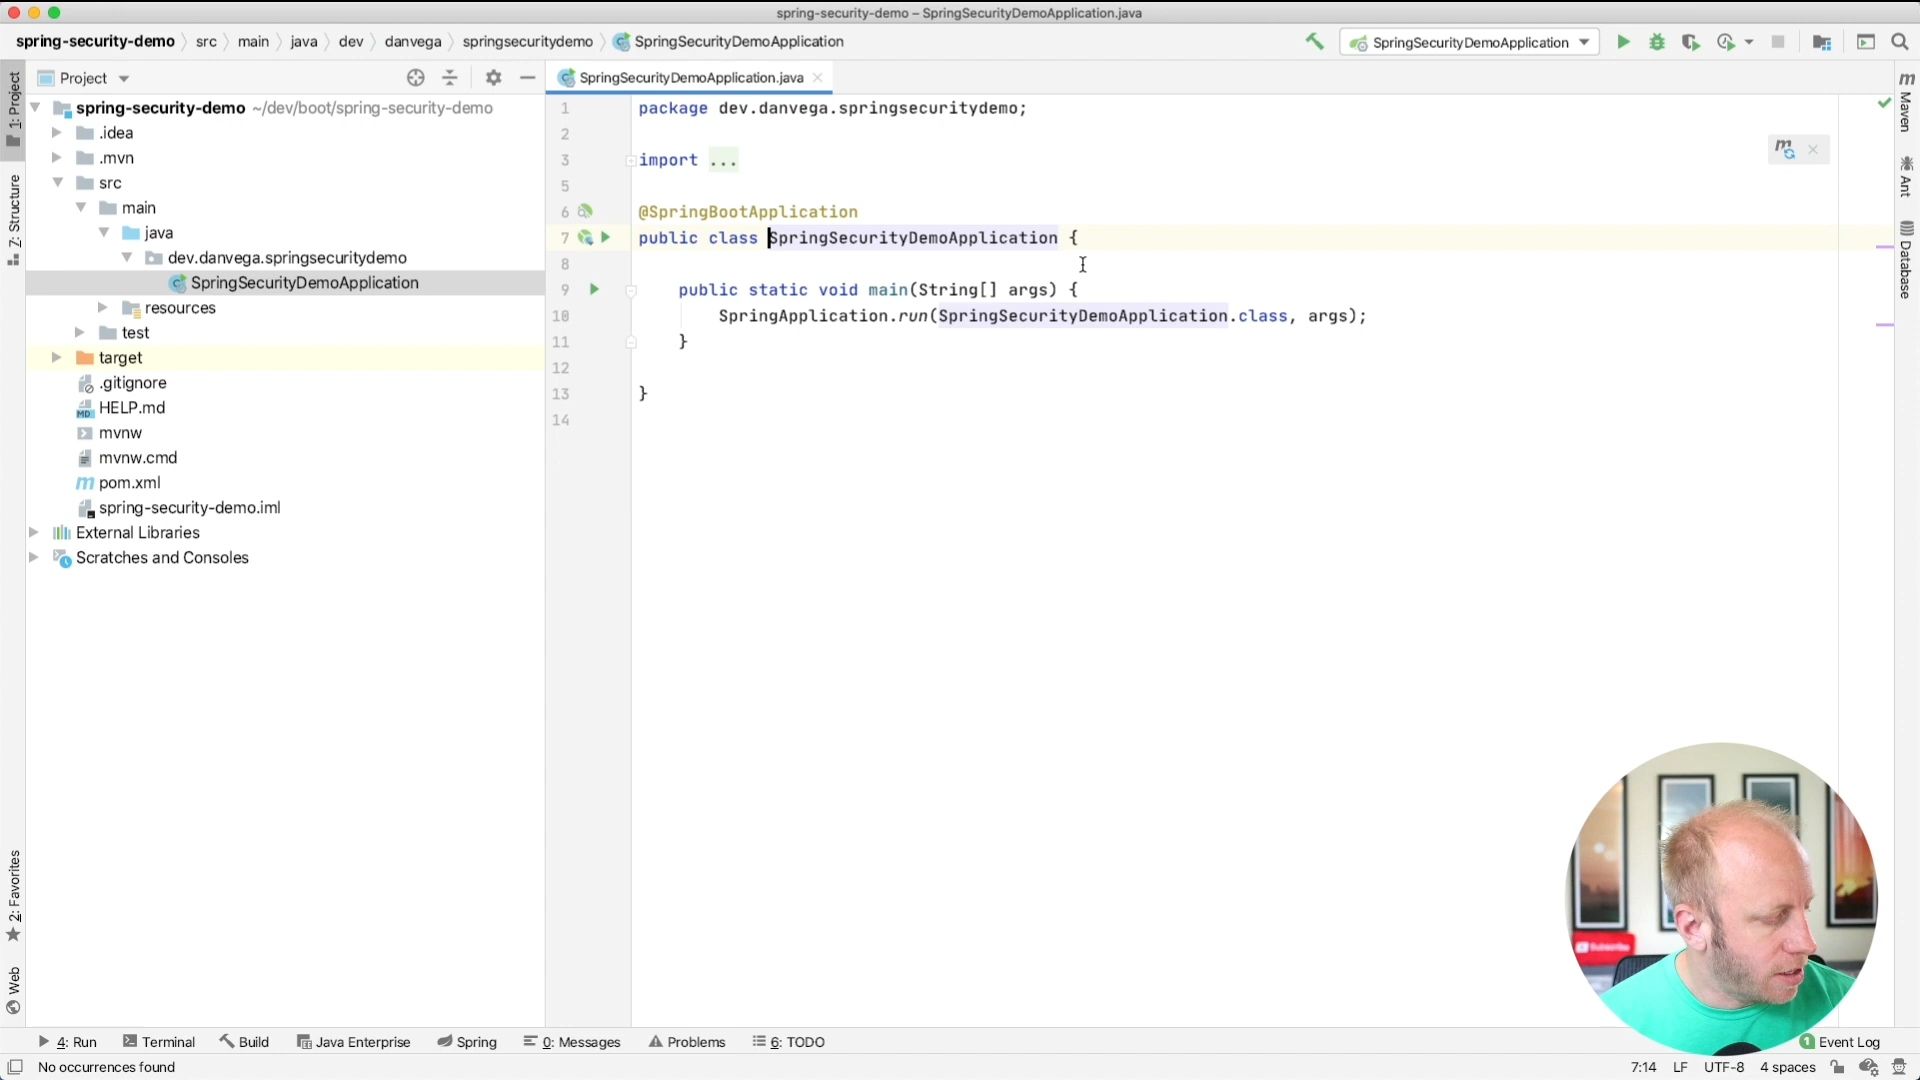 spring-security-demo – SpringSecurityDemoApplication.java
spring-security-demo src main java dev danvega springsecuritydemo SpringSecurityDemoApplication
SpringSecurityDemoApplication
Project
SpringSecurityDemoApplication.java
1: Project
7: Structure
2: Favorites
Web
spring-security-demo ~/dev/boot/spring-security-demo
.idea
.mvn
src
main
java
dev.danvega.springsecuritydemo
SpringSecurityDemoApplication
resources
test
target
.gitignore
HELP.md
mvnw
mvnw.cmd
pom.xml
spring-security-demo.iml
External Libraries
Scratches and Consoles
1 package dev.danvega.springsecuritydemo;
2
3 import ...
5
6 @SpringBootApplication
7 public class SpringSecurityDemoApplication {
8
9 public static void main(String[] args) {
10 SpringApplication.run(SpringSecurityDemoApplication.class, args);
11 }
12
13 }
14
Maven
Ant
Database
Subscribe
4: Run Terminal Build Java Enterprise Spring 0: Messages Problems 6: TODO 1 Event Log
No occurrences found 7:14 LF UTF-8 4 spaces